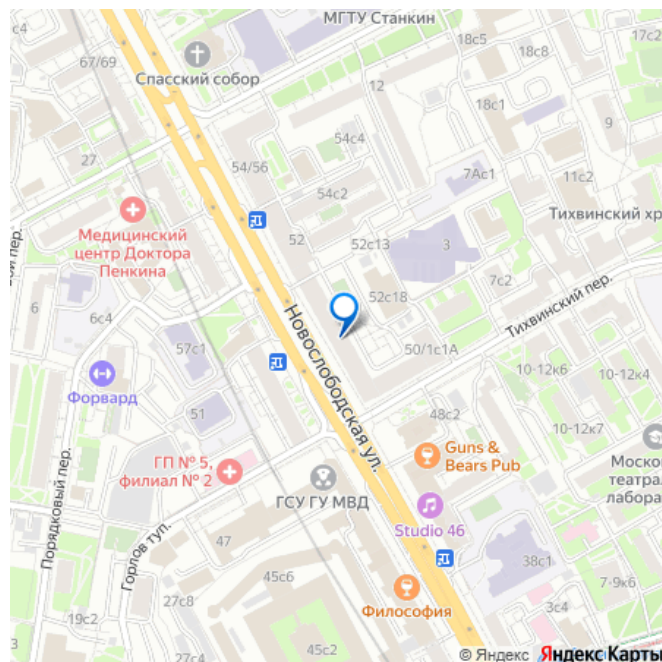 с4
МГТУ Станкин
17с2
18с5
18с8
67/69
Спасский собор
12
18с1
9
54с4
27
54/56
7Ас1
11с2
54с2
Тихвинский хр
Медицинский
центр Доктора
Пенкина
52
52с13
3
ой пер.
7с2
6
6с4
52с18
Тихвинский пер.
Новослободская ул.
57с1
50/1с1А
Форвард
10-12к6
10-12к4
51
48с2
10-12к7
Guns &
Bears Pub
ГП № 5,
филиал № 2
Моско
театрал
лабора
Порядковый пер.
ГСУ ГУ МВД
Studio 46
Горлов туп.
47
38с1
45с6
7-9к6
27с8
Философия
3с4
19с2
45с2
27с4
© Яндекс Яндекс Карты